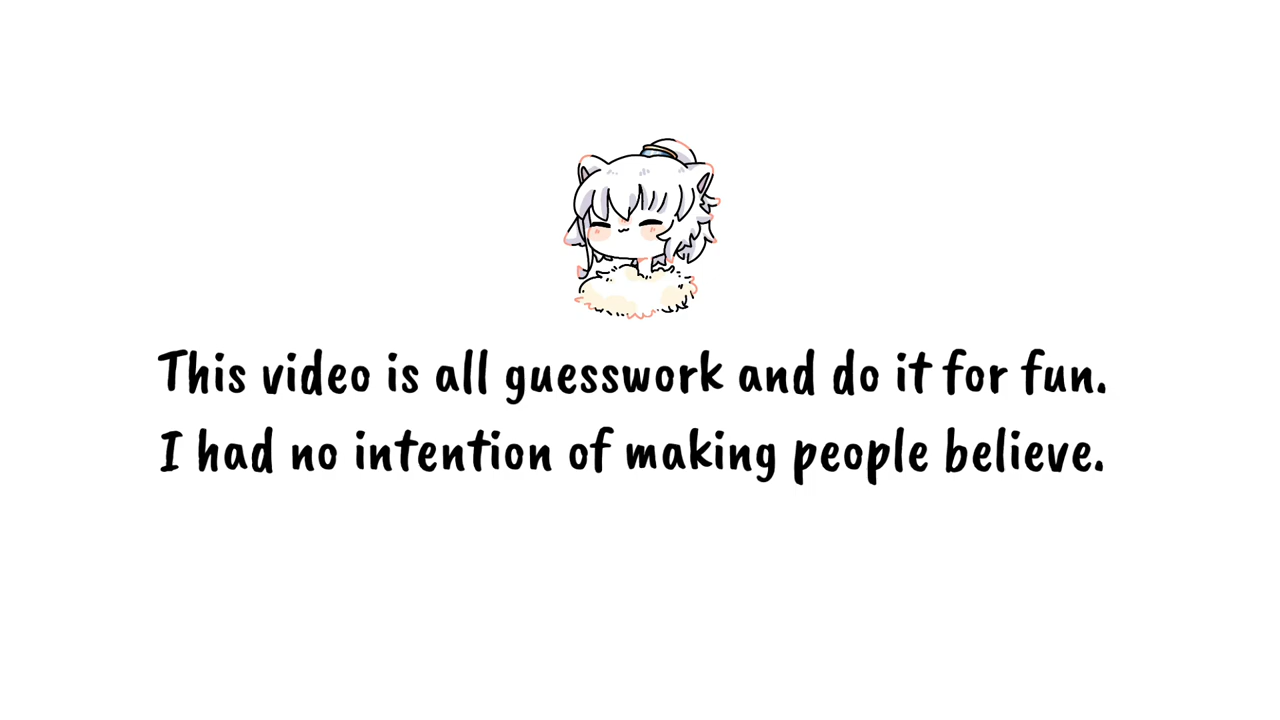 This video is all guesswork and do it for fun.
I had no intention of making people believe.